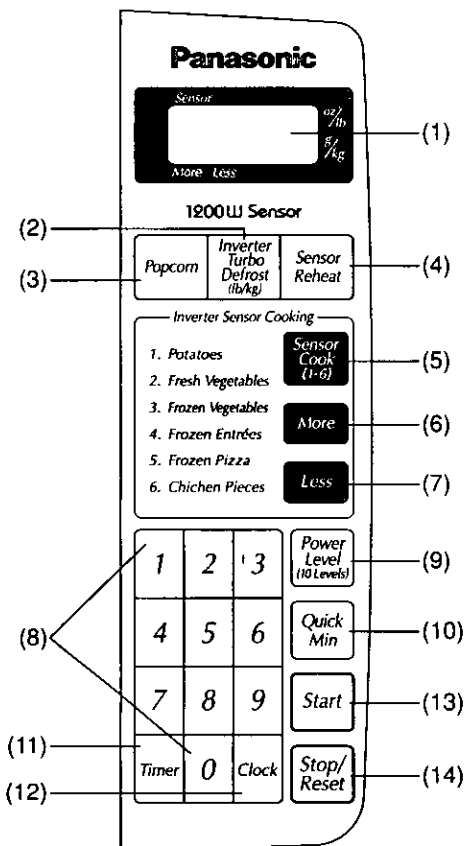 Panasonic
Sensor
oz/lb
(1)
g/kg
More Less
1200W Sensor
(2)
Popcorn
Inverter
Turbo
Defrost
(lb/kg)
Sensor
Reheat
(3)
(4)
Inverter Sensor Cooking
1. Potatoes
2. Fresh Vegetables
3. Frozen Vegetables
4. Frozen Entrées
5. Frozen Pizza
6. Chichen Pieces
Sensor
Cook
(1-6)
(5)
More
(6)
Less
(7)
1 2 3
Power
Level
(10 Levels)
(9)
(8)
4 5 6
Quick
Min
(10)
7 8 9
Start
(13)
(11)
Timer 0 Clock
Stop/
Reset
(14)
(12)